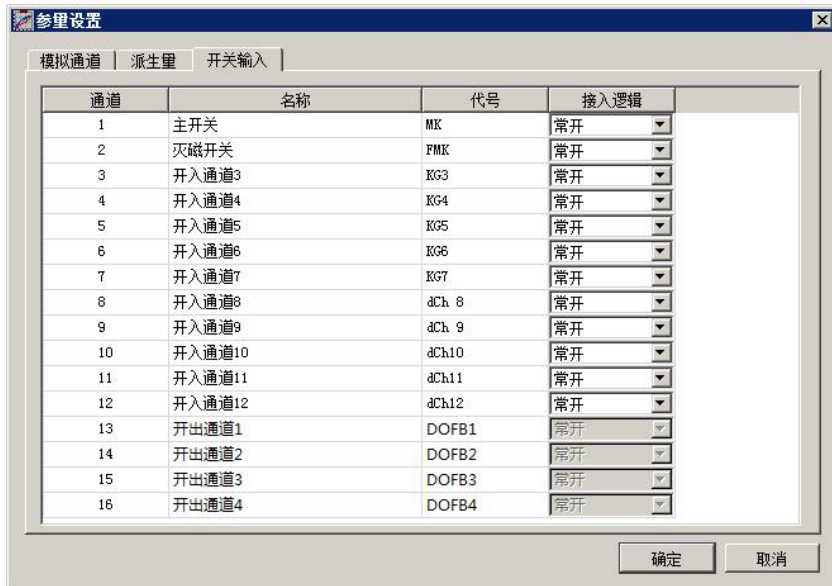 参里设置
模拟通道 派生量 开关输入
通道 名称 代号 接入逻辑
1 主开关 MK 常开
2 灭磁开关 FMK 常开
3 开入通道3 KG3 常开
4 开入通道4 KG4 常开
5 开入通道5 KG5 常开
6 开入通道6 KG6 常开
7 开入通道7 KG7 常开
8 开入通道8 dCh 8 常开
9 开入通道9 dCh 9 常开
10 开入通道10 dCh10 常开
11 开入通道11 dCh11 常开
12 开入通道12 dCh12 常开
13 开出通道1 DOFB1 常开
14 开出通道2 DOFB2 常开
15 开出通道3 DOFB3 常开
16 开出通道4 DOFB4 常开
确定 取消